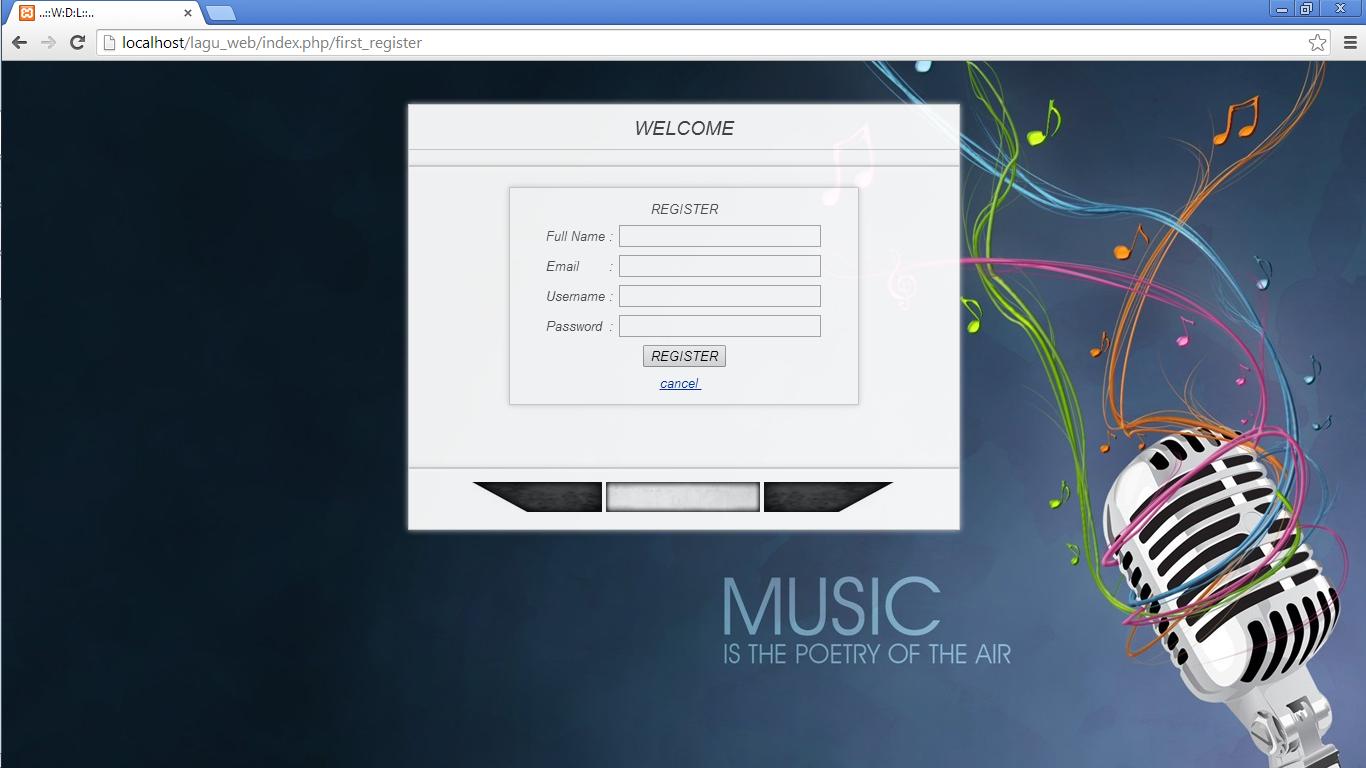 ..::W:D:L::..
localhost/lagu_web/index.php/first_register
WELCOME
REGISTER
Full Name :
Email :
Username :
Password :
REGISTER
cancel
MUSIC
IS THE POETRY OF THE AIR